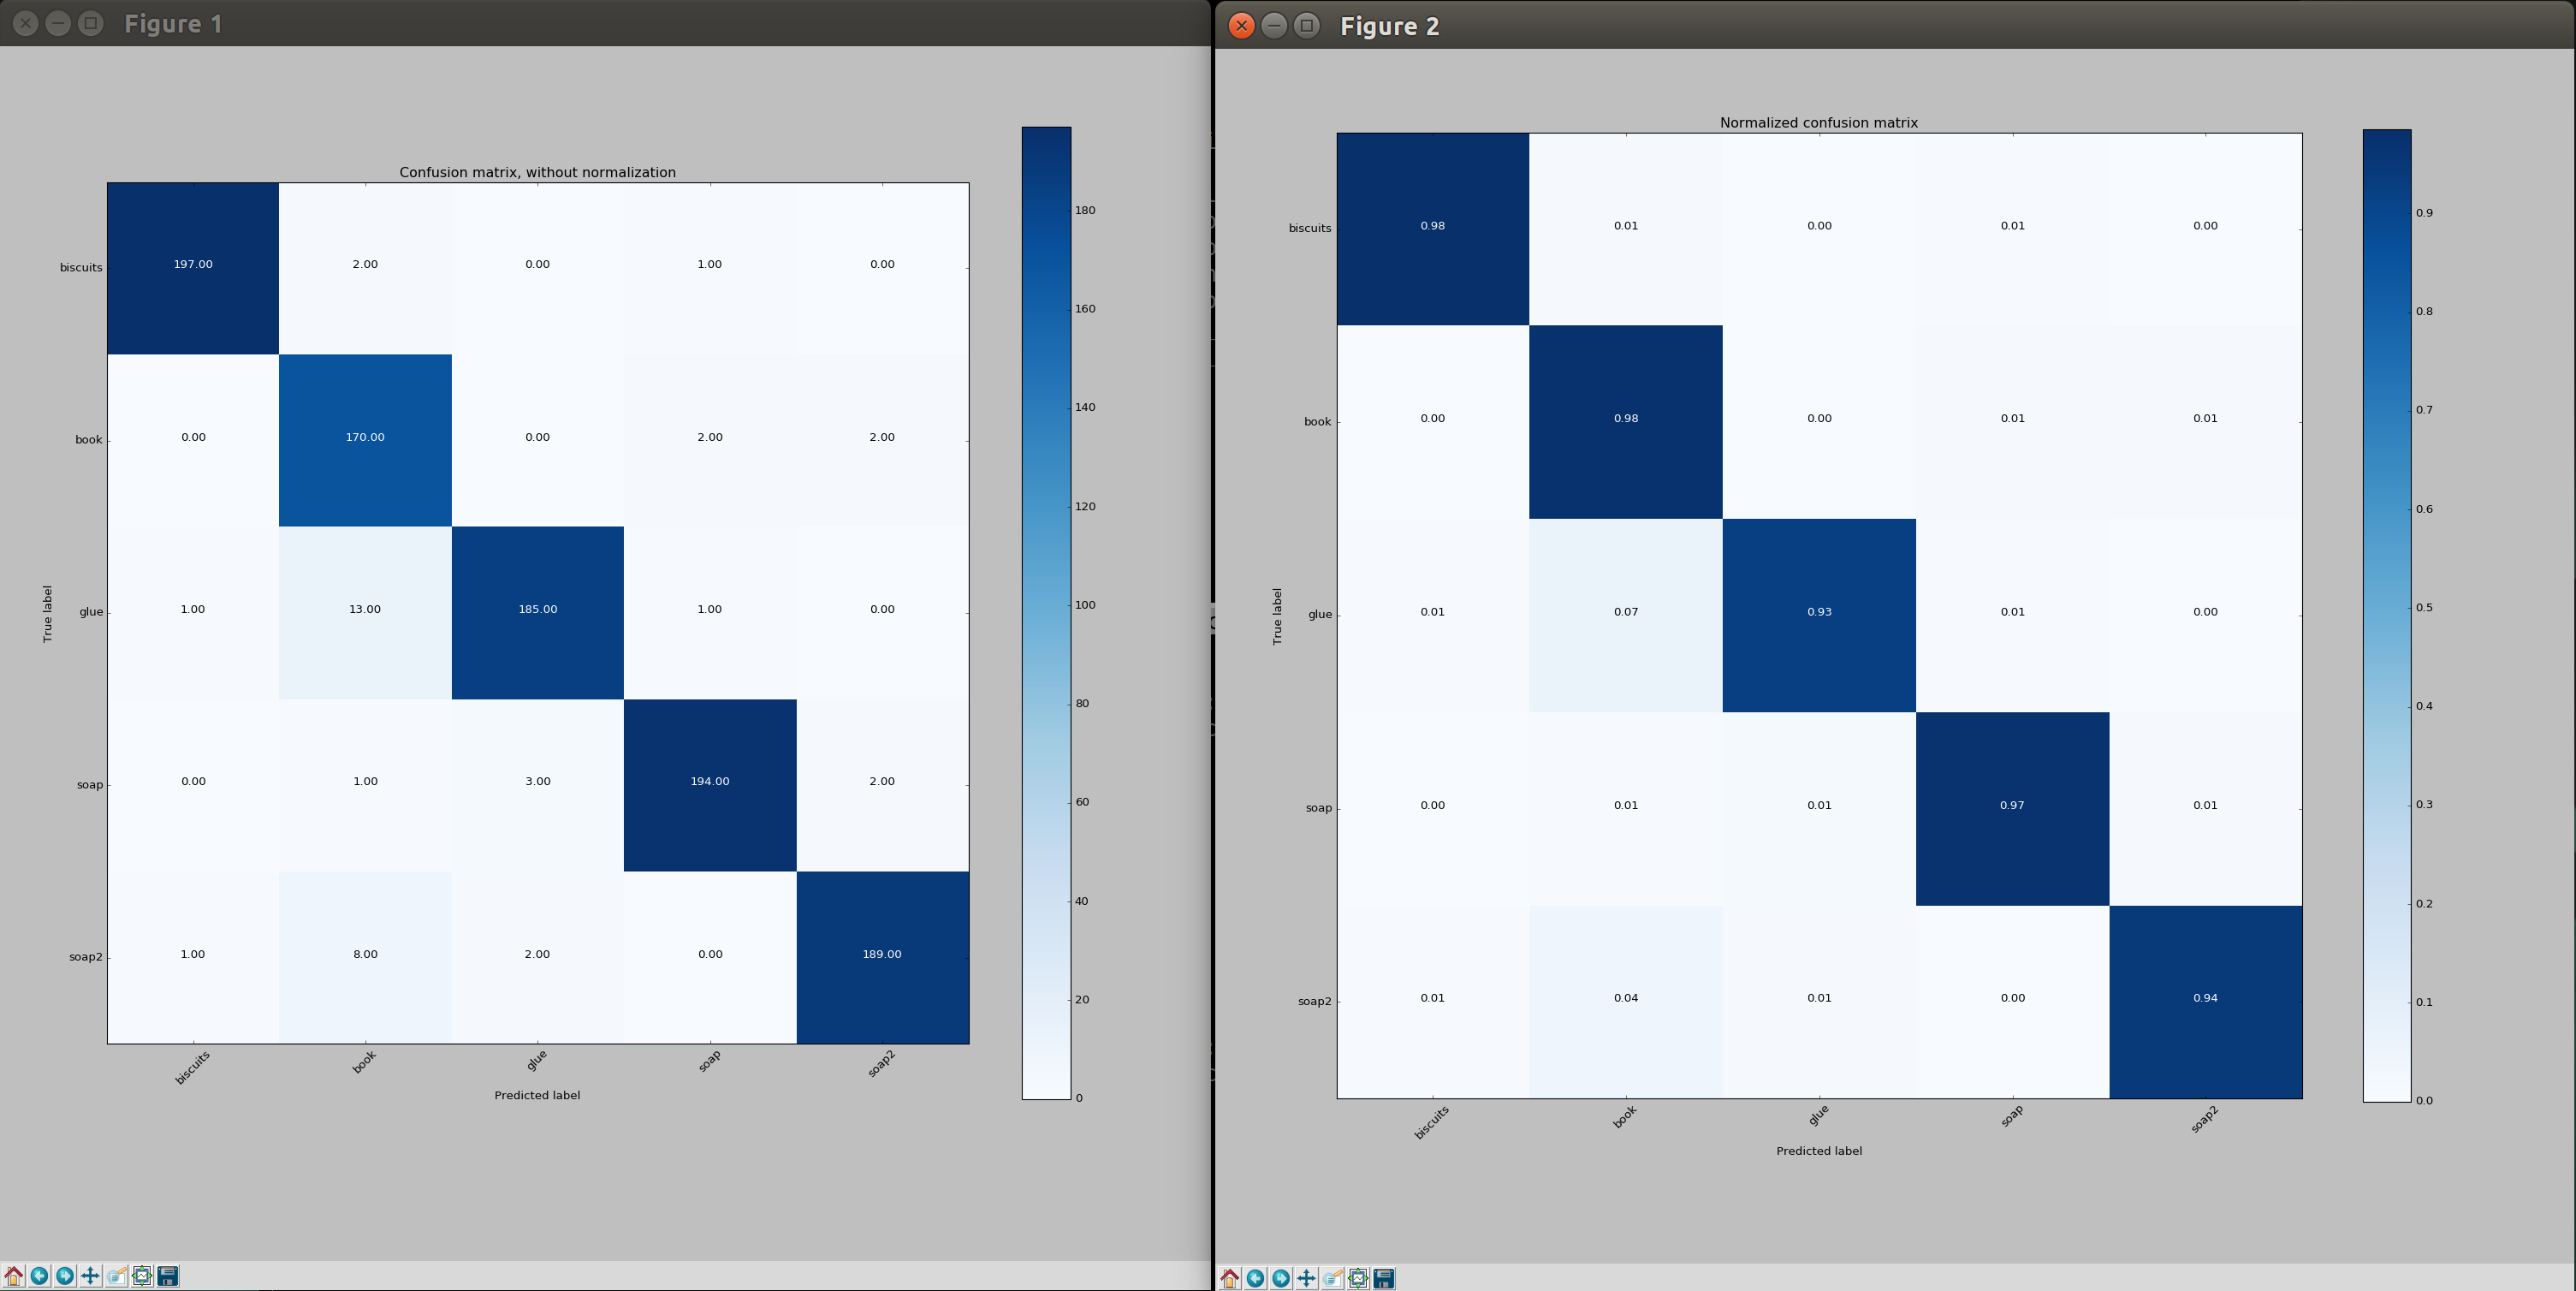 Figure 1
Confusion matrix, without normalization
biscuits 197.00 2.00 0.00 1.00 0.00
book 0.00 170.00 0.00 2.00 2.00
glue 1.00 13.00 185.00 1.00 0.00
soap 0.00 1.00 3.00 194.00 2.00
soap2 1.00 8.00 2.00 0.00 189.00
True label
biscuits book glue soap soap2
Predicted label
180
160
140
120
100
80
60
40
20
0
Figure 2
Normalized confusion matrix
biscuits 0.98 0.01 0.00 0.01 0.00
book 0.00 0.98 0.00 0.01 0.01
glue 0.01 0.07 0.93 0.01 0.00
soap 0.00 0.01 0.01 0.97 0.01
soap2 0.01 0.04 0.01 0.00 0.94
True label
biscuits book glue soap soap2
Predicted label
0.9
0.8
0.7
0.6
0.5
0.4
0.3
0.2
0.1
0.0